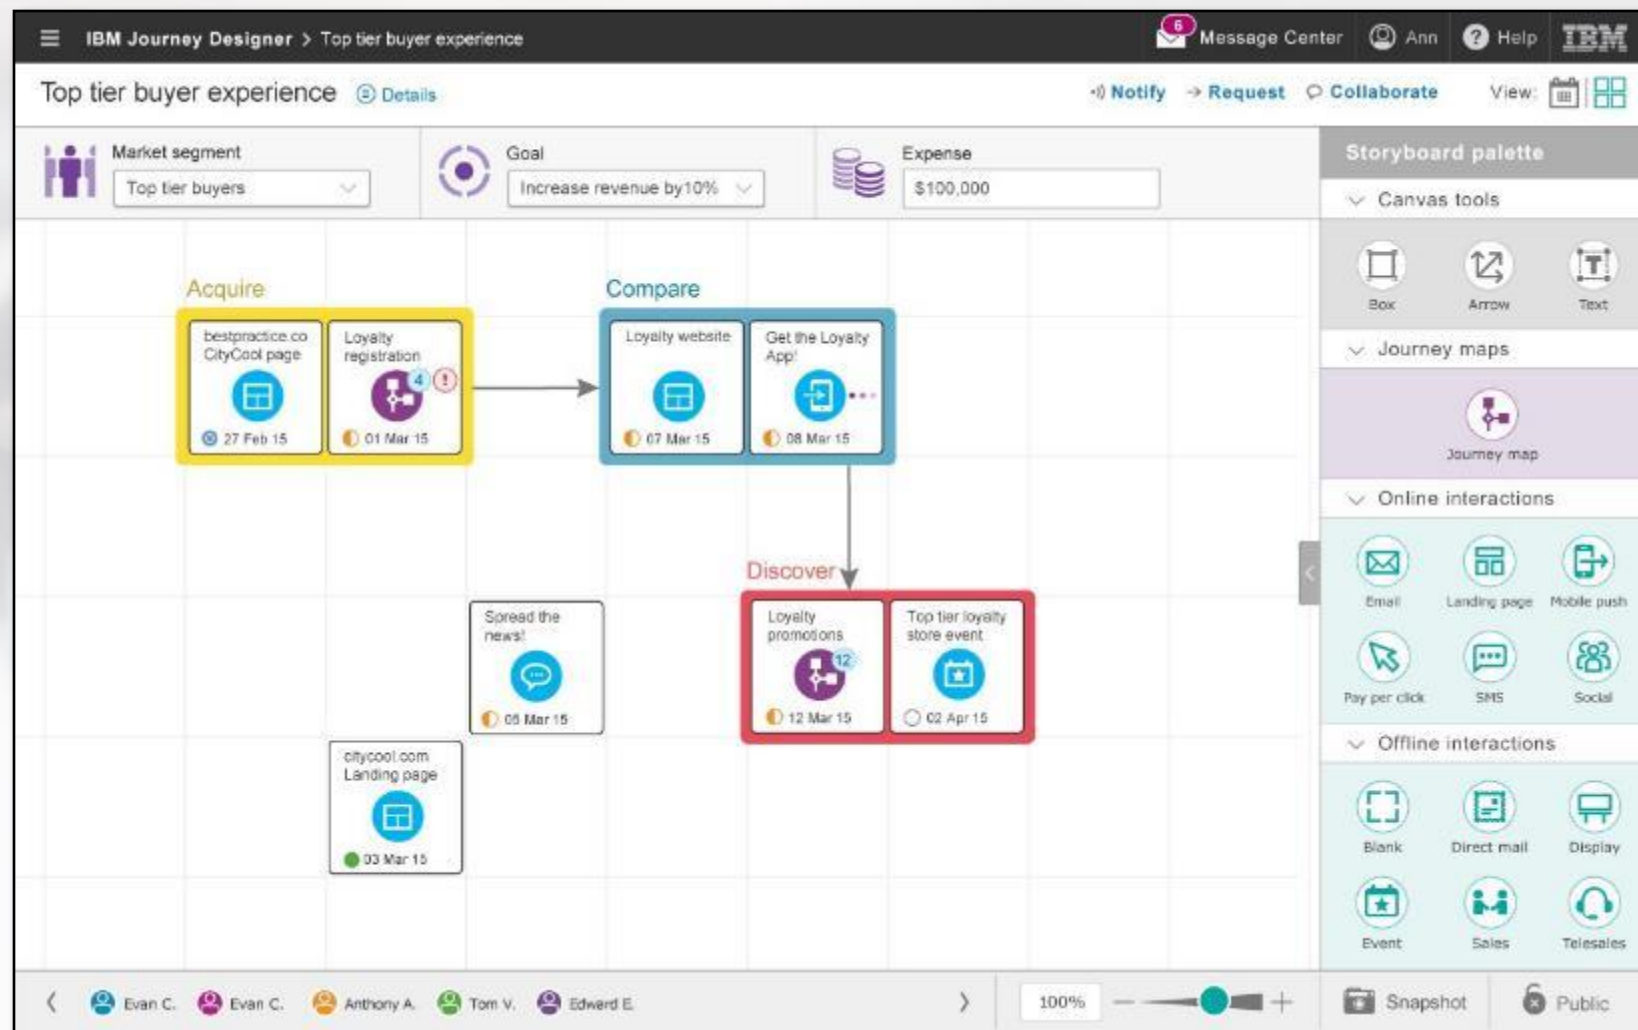 IBM Journey Designer > Top tier buyer experience
6
Message Center
Ann
Help
IBM
Top tier buyer experience
Details
Notify
Request
Collaborate
View:
Market segment
Top tier buyers
Goal
Increase revenue by10%
Expense
$100,000
Storyboard palette
Canvas tools
Box
Arrow
Text
Journey maps
Journey map
Online interactions
Email
Landing page
Mobile push
Pay per click
SMS
Social
Offline interactions
Blank
Direct mail
Display
Event
Sales
Telesales
Acquire
bestpractice.co
CityCool page
27 Feb 15
Loyalty
registration
4
!
01 Mar 15
Compare
Loyalty website
07 Mar 15
Get the Loyalty
App!
08 Mar 15
Discover
Loyalty
promotions
12
12 Mar 15
Top tier loyalty
store event
02 Apr 15
Spread the
news!
05 Mar 15
citycool.com
Landing page
03 Mar 15
Evan C.
Evan C.
Anthony A.
Tom V.
Edward E.
100%
Snapshot
Public